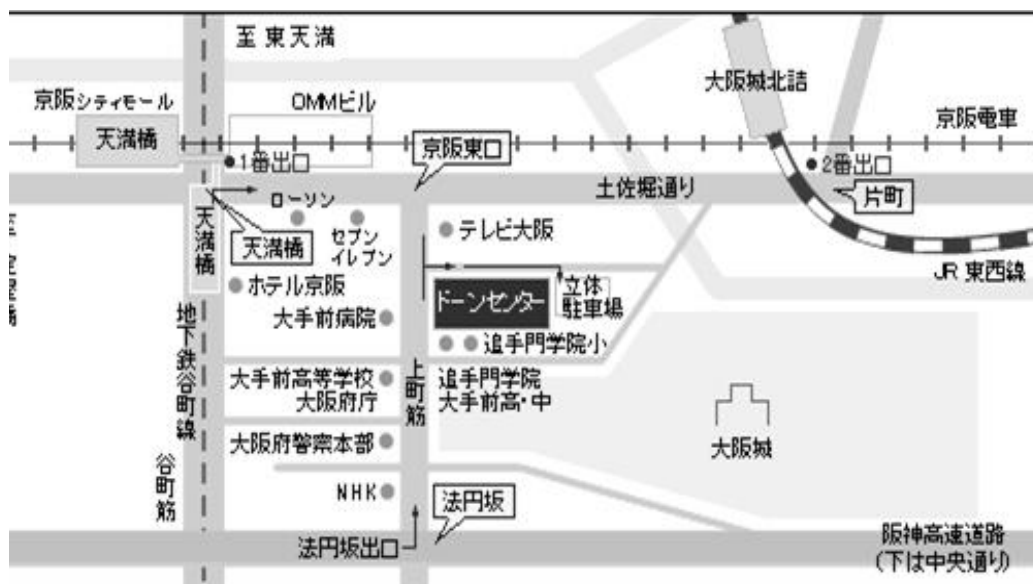 至 東天満
京阪シティモール
天満橋
OMMビル
大阪城北詰
京阪電車
1番出口
京阪東口
2番出口
土佐堀通り
片町
天満橋
ローソン
セブン
イレブン
天満橋
テレビ大阪
JR 東西線
ホテル京阪
ドーンセンター
立体
駐車場
大手前病院
追手門学院小
地下鉄谷町線
大手前高等学校
大阪府庁
上町筋
追手門学院
大手前高・中
大阪府警察本部
大阪城
谷町筋
NHK
法円坂
法円坂出口
阪神高速道路
(下は中央通り)